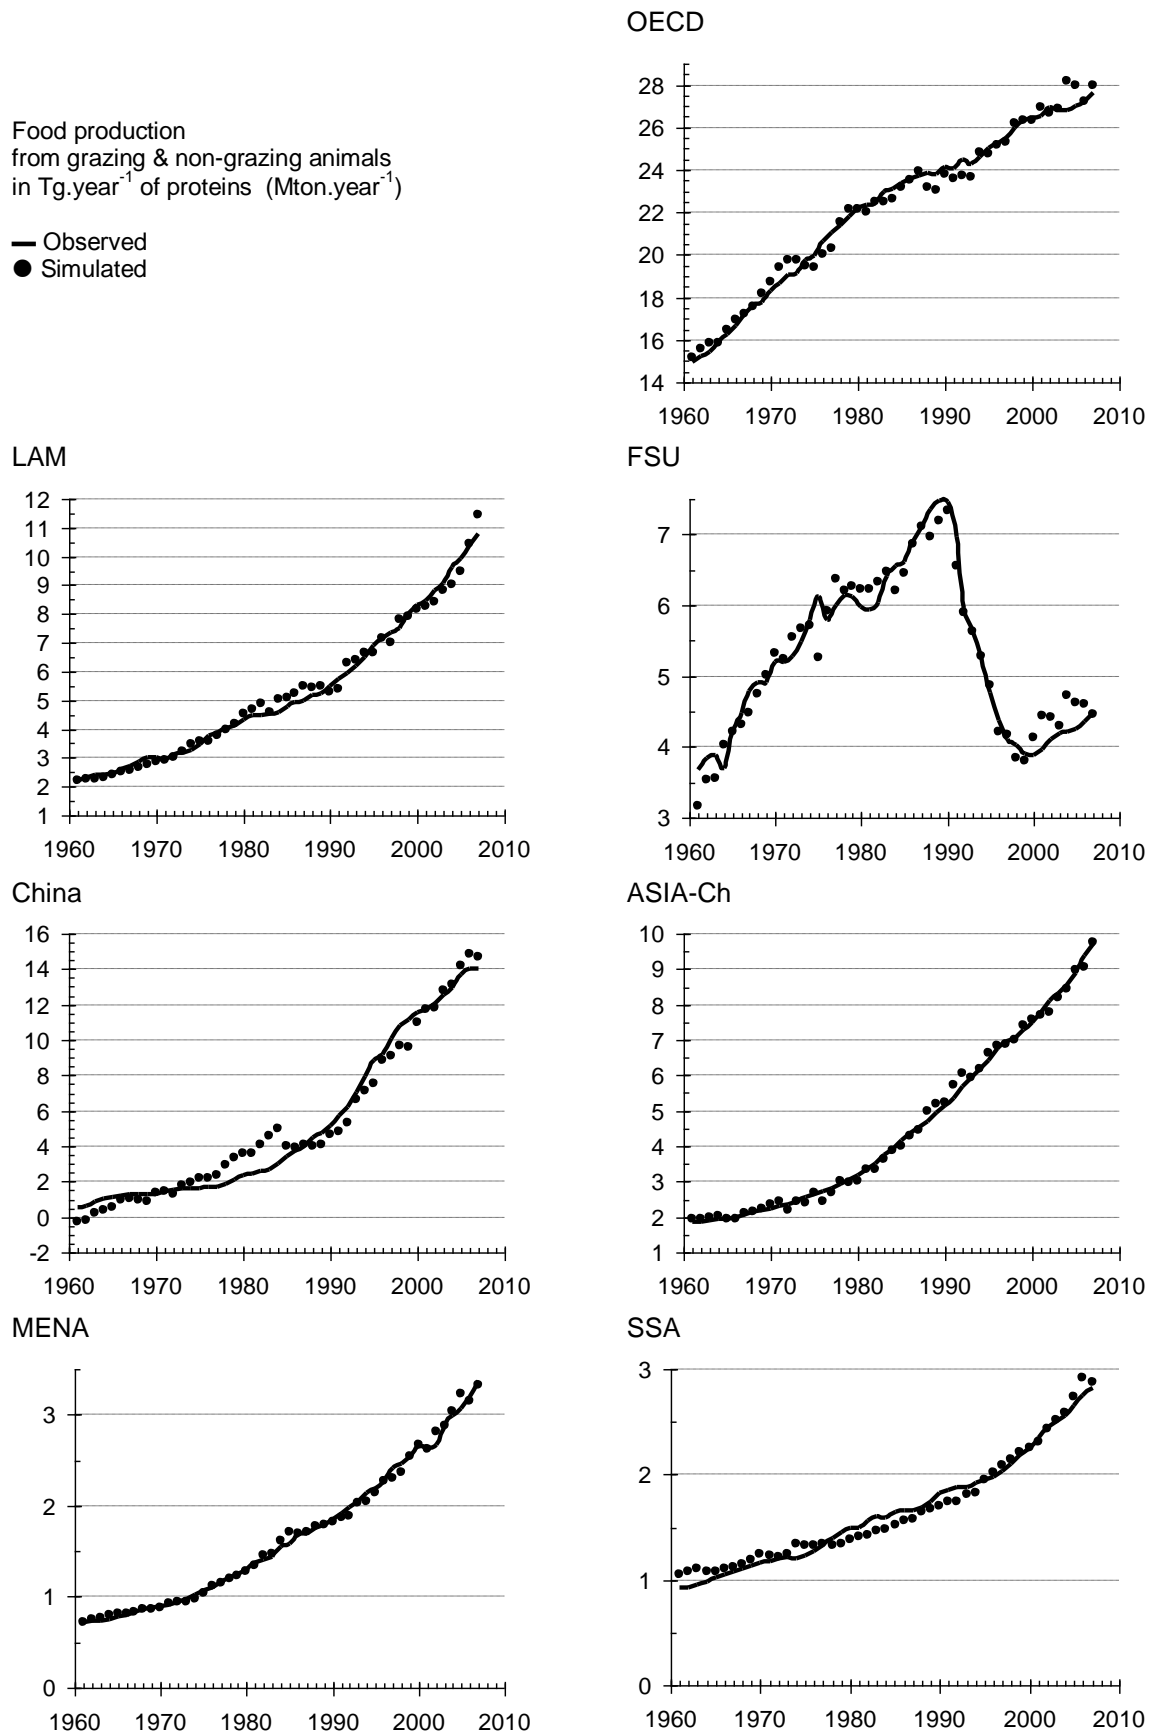 OECD
Food production
from grazing & non-grazing animals
in Tg.year-1 of proteins (Mton.year-1)
Observed
Simulated
28
26
24
22
20
18
16
14
1960 1970 1980 1990 2000 2010
LAM
12
11
10
9
8
7
6
5
4
3
2
1
1960 1970 1980 1990 2000 2010
FSU
7
6
5
4
3
1960 1970 1980 1990 2000 2010
China
16
14
12
10
8
6
4
2
0
-2
1960 1970 1980 1990 2000 2010
ASIA-Ch
10
9
8
7
6
5
4
3
2
1
1960 1970 1980 1990 2000 2010
MENA
3
2
1
0
1960 1970 1980 1990 2000 2010
SSA
3
2
1
0
1960 1970 1980 1990 2000 2010